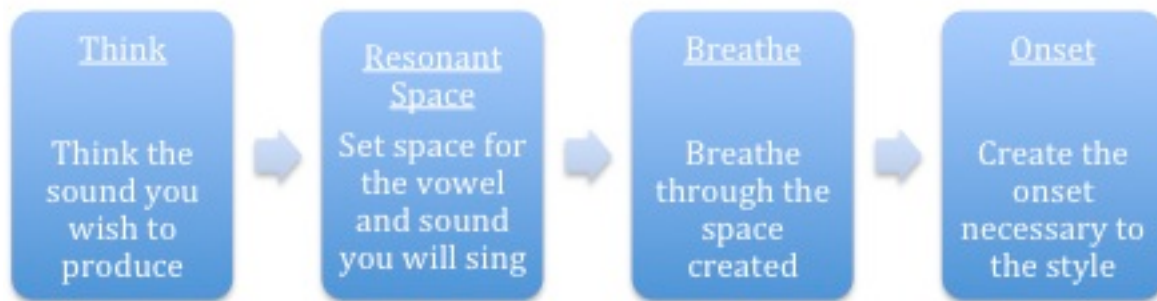 Think
Think the
sound you
wish to
produce
Resonant
Space
Set space for
the vowel
and sound
you will sing
Breathe
Breathe
through the
space
created
Onset
Create the
onset
necessary to
the style